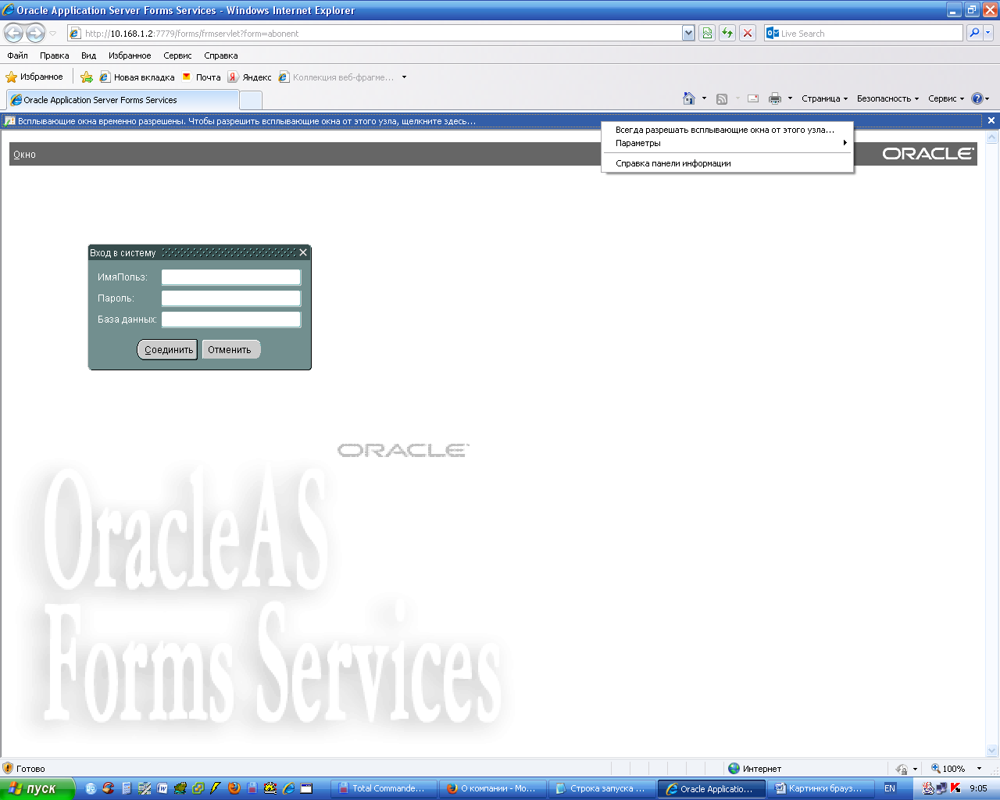 Oracle Application Server Forms Services - Windows Internet Explorer
http://10.168.1.2:7779/forms/frmservlet?form=abonent
Live Search
Файл Правка Вид Избранное Сервис Справка
Избранное Новая вкладка Почта Яндекс Коллекция веб-фрагме...
Oracle Application Server Forms Services
Страница Безопасность Сервис
Всплывающие окна временно разрешены. Чтобы разрешить всплывающие окна от этого узла, щелкните здесь...
Всегда разрешать всплывающие окна от этого узла...
Параметры
Справка панели информации
Окно
ORACLE
Вход в систему
ИмяПольз:
Пароль:
База данных:
Соединить Отменить
ORACLE
OracleAS
Forms Services
Готово Интернет 100%
пуск Total Commande... О компании - Mo... Строка запуска ... Oracle Applicatio... Картинки брауз... EN 9:05